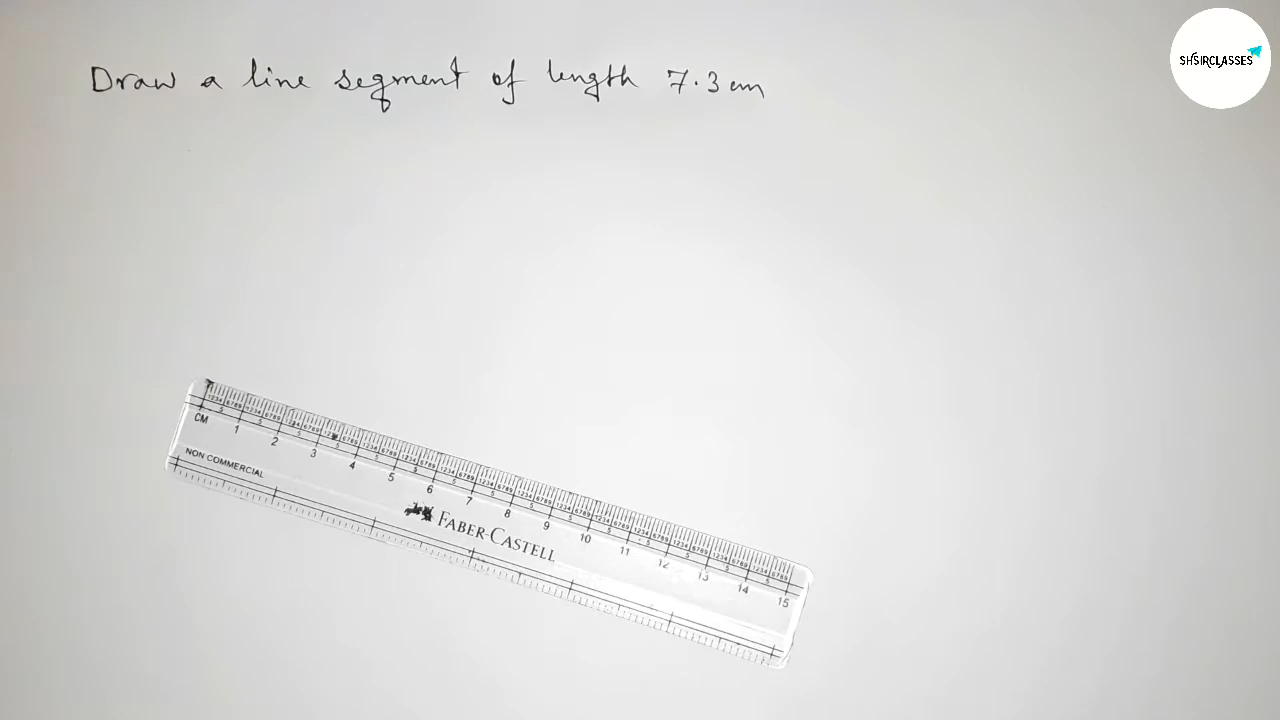 Draw a line segment of length 7.3 cm
SHSIRCLASSES
CM 1 2 3 4 5 6 7 8 9 10 11 12 13 14 15
NON COMMERCIAL
FABER-CASTELL